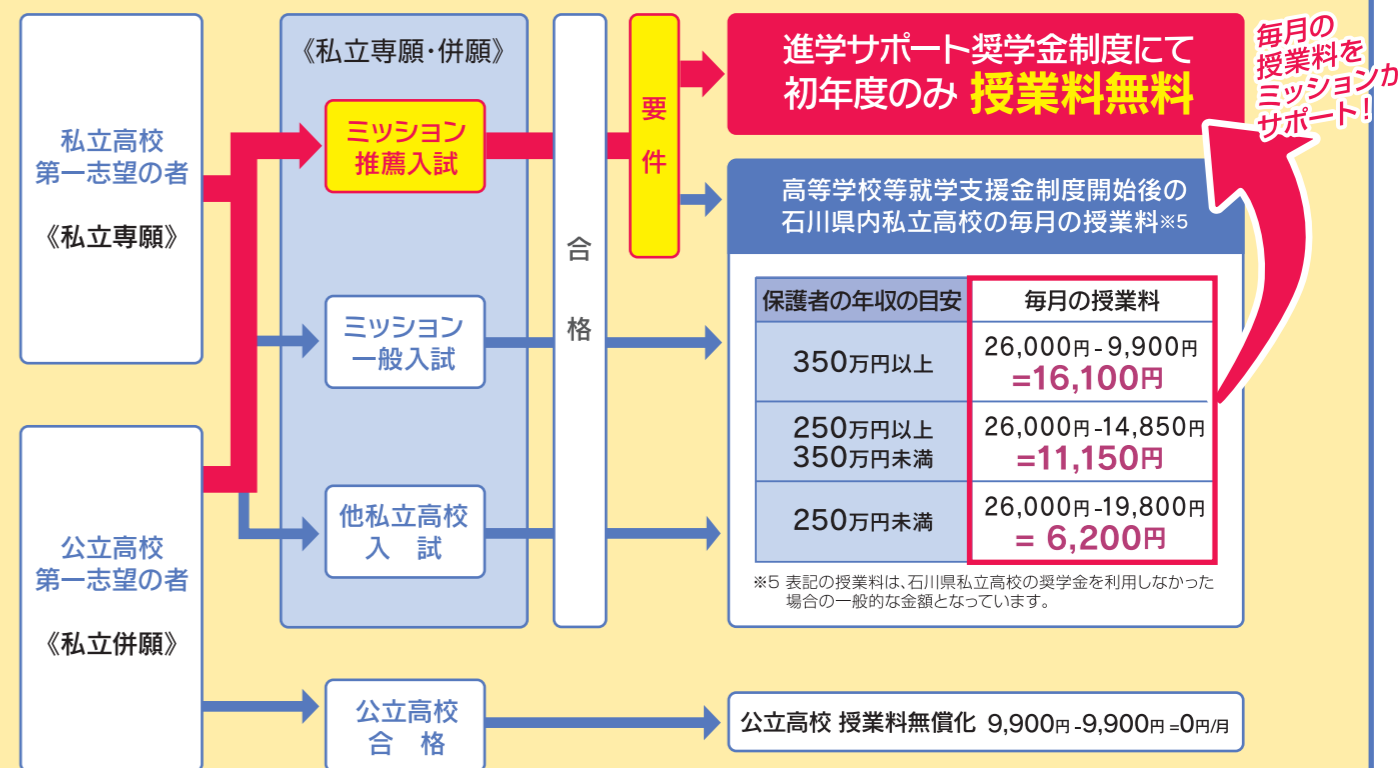 私立高校
第一志望の者
《私立専願》
公立高校
第一志望の者
《私立併願》
《私立専願・併願》
ミッション
推薦入試
ミッション
一般入試
他私立高校
入 試
公立高校
合 格
合
格
要
件
進学サポート奨学金制度にて
初年度のみ 授業料無料
毎月の
授業料を
ミッションが
サポート!
高等学校等就学支援金制度開始後の
石川県内私立高校の毎月の授業料※5
保護者の年収の目安 毎月の授業料
350万円以上
26,000円-9,900円
=16,100円
250万円以上
350万円未満
26,000円-14,850円
=11,150円
250万円未満
26,000円-19,800円
= 6,200円
※5 表記の授業料は、石川県私立高校の奨学金を利用しなかった
場合の一般的な金額となっています。
公立高校 授業料無償化 9,900円-9,900円=0円/月